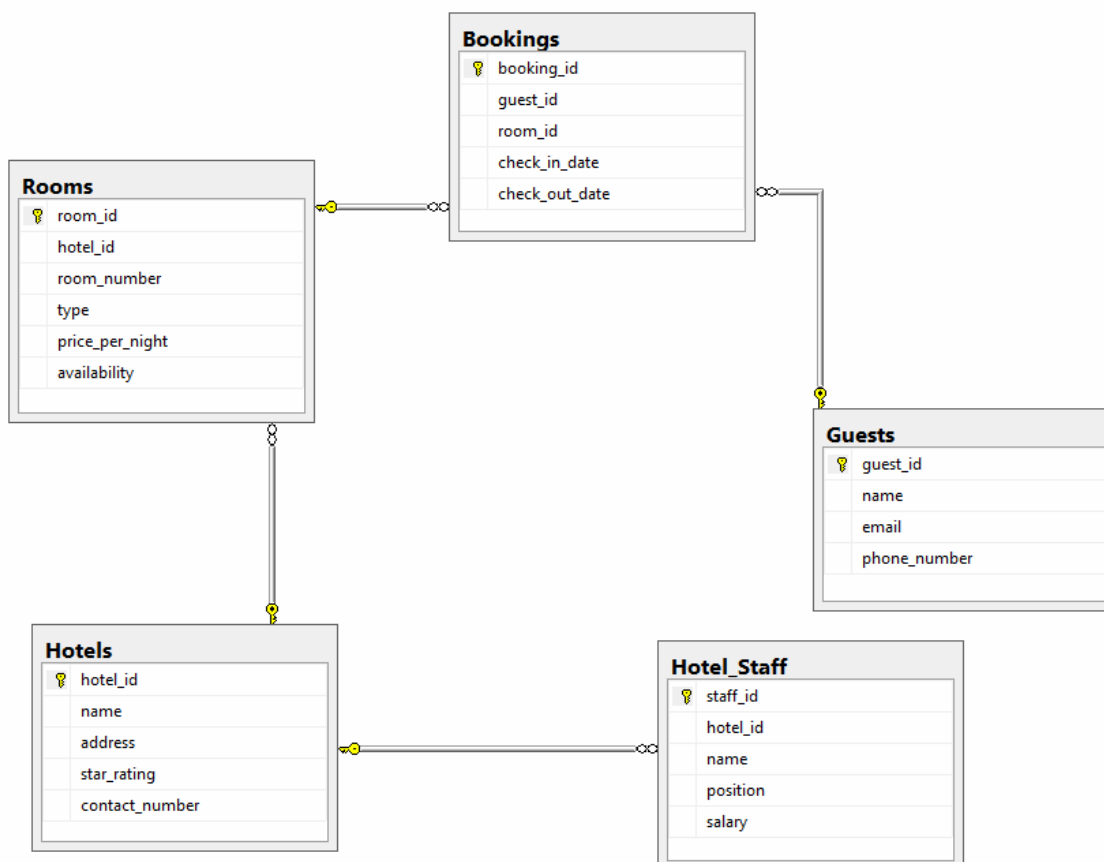 Bookings
booking_id
guest_id
room_id
check_in_date
check_out_date
Rooms
room_id
hotel_id
room_number
type
price_per_night
availability
Guests
guest_id
name
email
phone_number
Hotels
hotel_id
name
address
star_rating
contact_number
Hotel_Staff
staff_id
hotel_id
name
position
salary